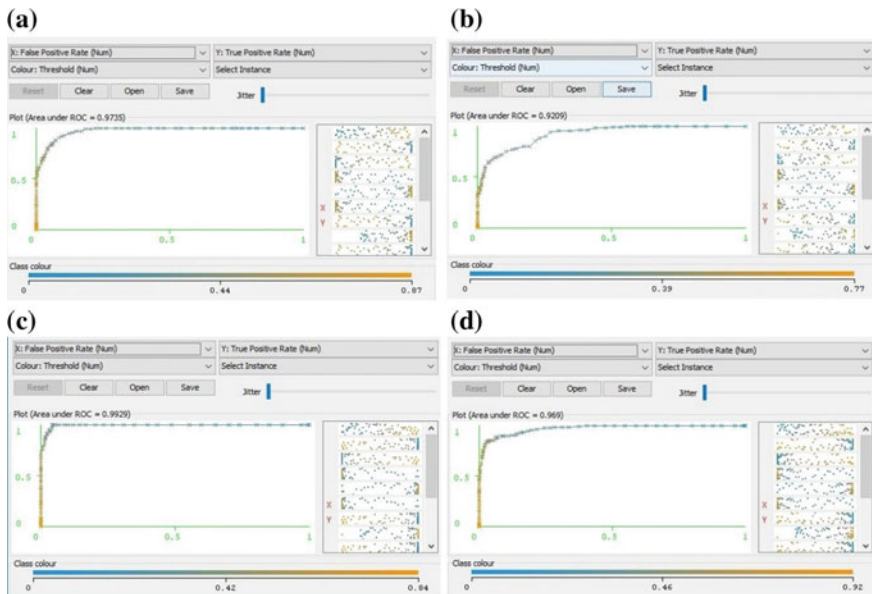 (a)
X: False Positive Rate (Num) Y: True Positive Rate (Num)
Colour: Threshold (Num) Select Instance
Reset Clear Open Save Jitter
Plot (Area under ROC = 0.9735)
1
0.5
0
0 0.5 1
X
Y
Class colour
0 0.44 0.87
(b)
X: False Positive Rate (Num) Y: True Positive Rate (Num)
Colour: Threshold (Num) Select Instance
Reset Clear Open Save Jitter
Plot (Area under ROC = 0.9209)
1
0.5
0
0 0.5 1
X
Y
Class colour
0 0.39 0.77
(c)
X: False Positive Rate (Num) Y: True Positive Rate (Num)
Colour: Threshold (Num) Select Instance
Reset Clear Open Save Jitter
Plot (Area under ROC = 0.9929)
1
0.5
0
0 0.5 1
X
Y
Class colour
0 0.42 0.84
(d)
X: False Positive Rate (Num) Y: True Positive Rate (Num)
Colour: Threshold (Num) Select Instance
Reset Clear Open Save Jitter
Plot (Area under ROC = 0.969)
1
0.5
0
0 0.5 1
X
Y
Class colour
0 0.46 0.92